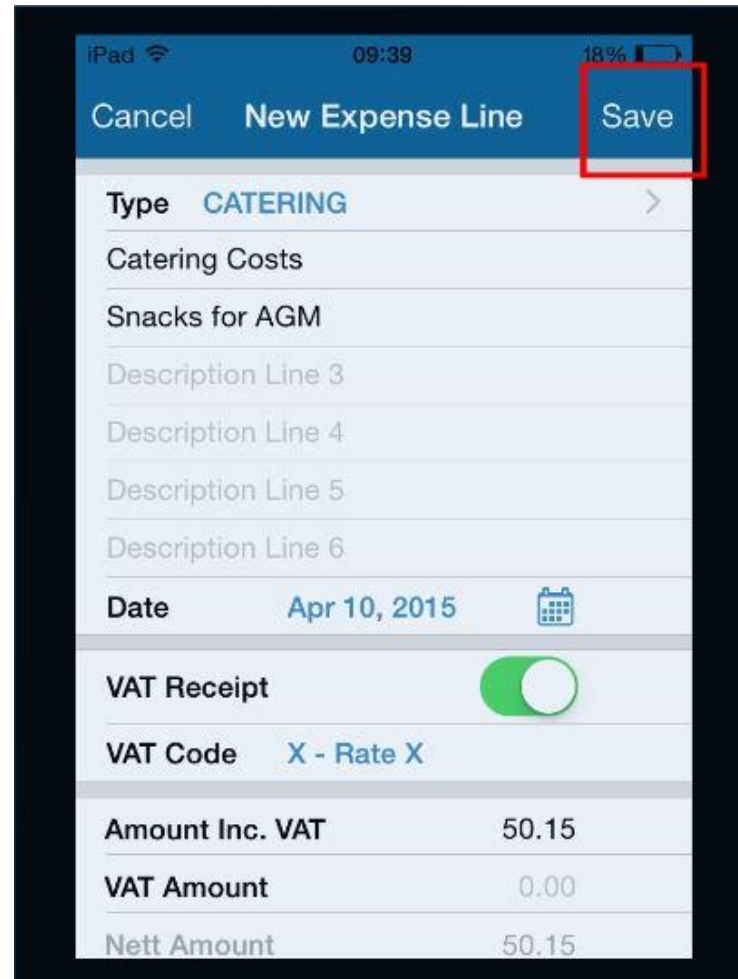 iPad 09:39 18%
Cancel New Expense Line Save
Type CATERING
Catering Costs
Snacks for AGM
Description Line 3
Description Line 4
Description Line 5
Description Line 6
Date Apr 10, 2015
VAT Receipt
VAT Code X - Rate X
Amount Inc. VAT 50.15
VAT Amount 0.00
Nett Amount 50.15